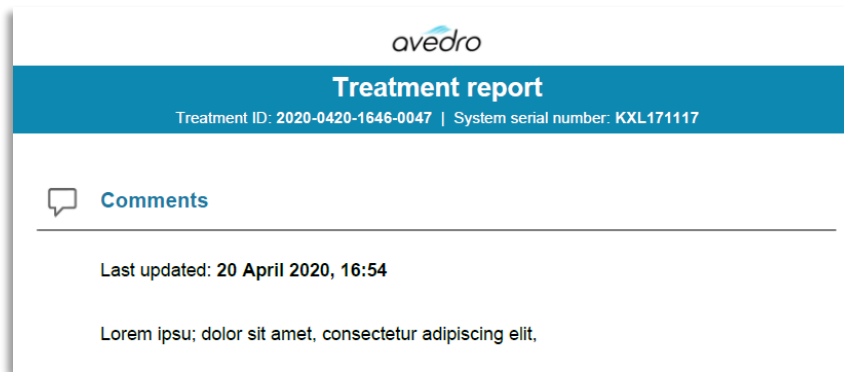 avedro
Treatment report
Treatment ID: 2020-0420-1646-0047 | System serial number: KXL171117
Comments
Last updated: 20 April 2020, 16:54
Lorem ipsu; dolor sit amet, consectetur adipiscing elit,